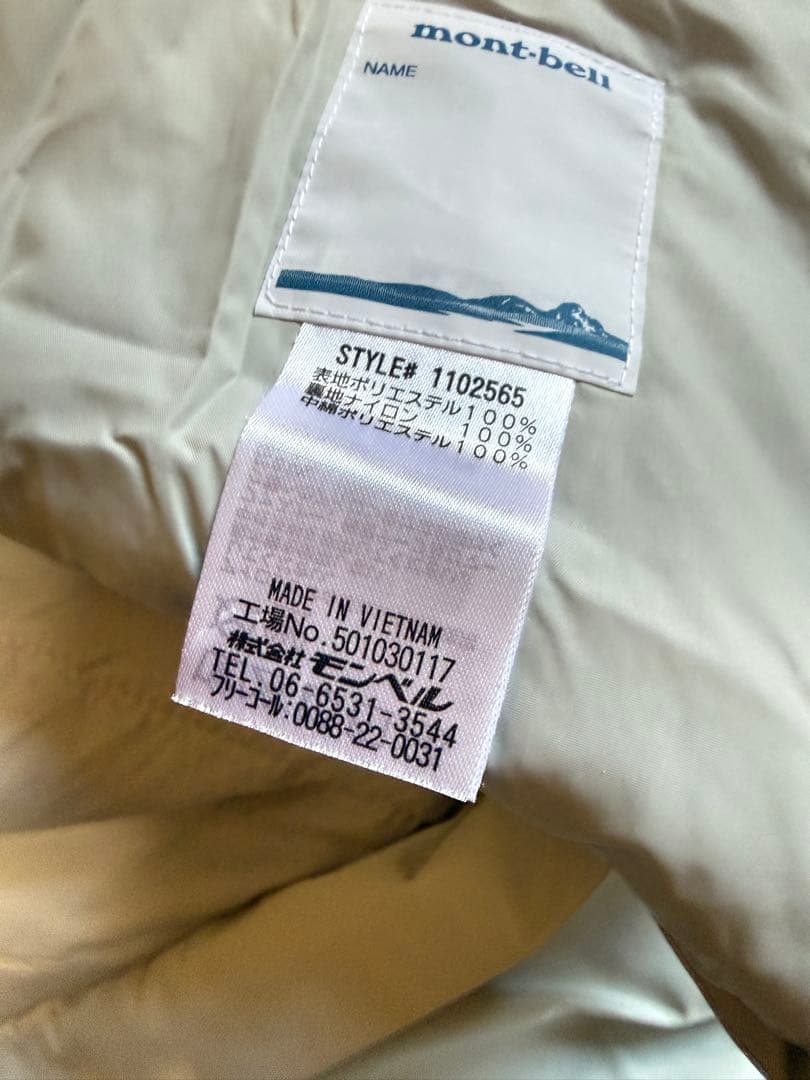 mont-bell
NAME
STYLE# 1102565
表地ポリエステル100%
裏地ナイロン 100%
中綿ポリエステル100%
MADE IN VIETNAM
工場No.501030117
株式会社モンベル
TEL.06-6531-3544
フリーコール:0088-22-0031